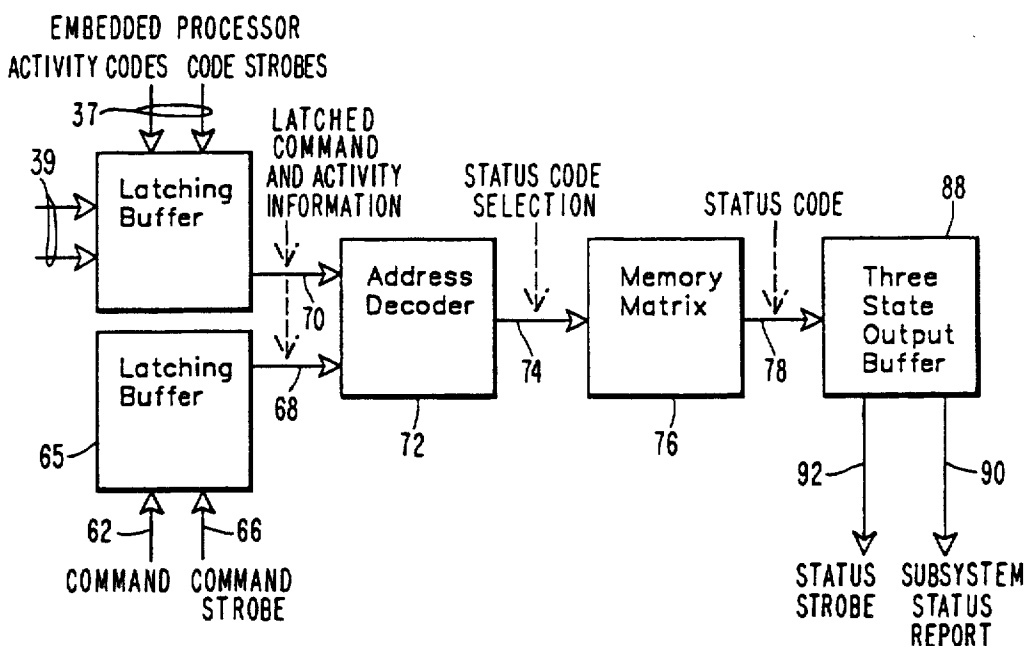 EMBEDDED PROCESSOR
ACTIVITY CODES CODE STROBES
37
39
Latching
Buffer
LATCHED
COMMAND
AND ACTIVITY
INFORMATION
70
STATUS CODE
SELECTION
STATUS CODE
88
Address
Decoder
72
74
Memory
Matrix
76
78
Three
State
Output
Buffer
Latching
Buffer
65
68
62
66
COMMAND
COMMAND
STROBE
92
90
STATUS
STROBE
SUBSYSTEM
STATUS
REPORT